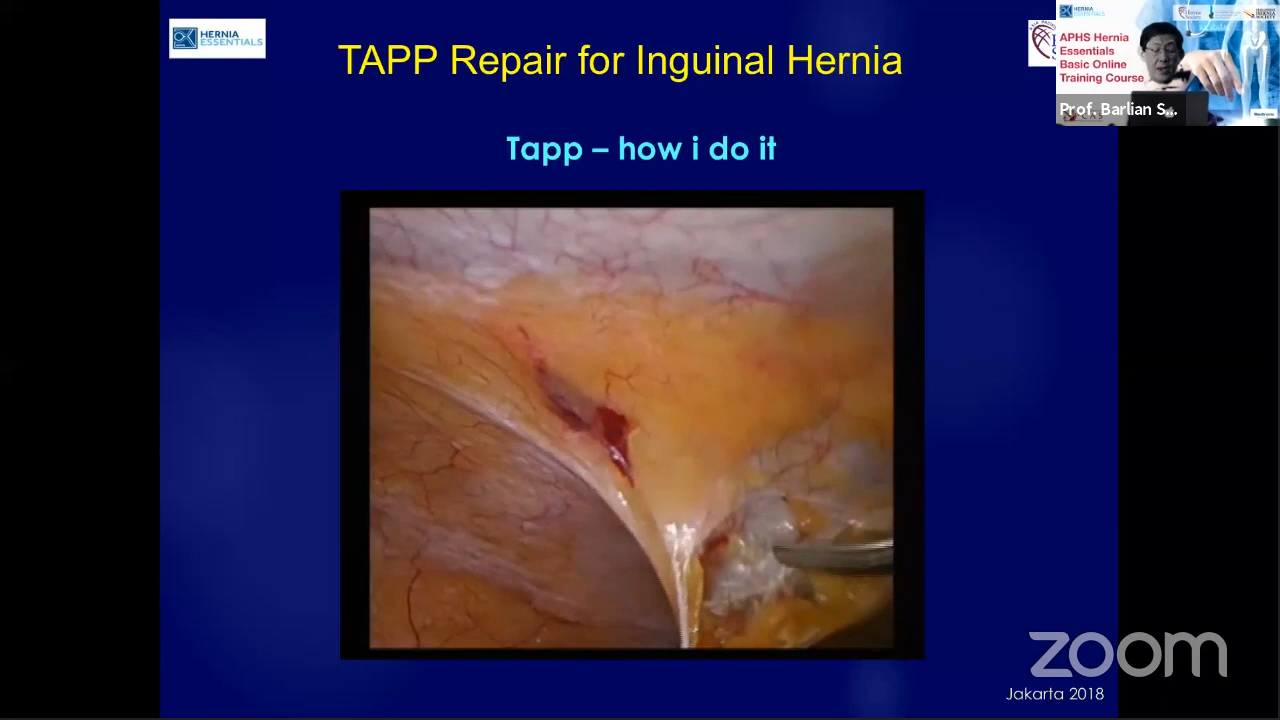 HERNIA
ESSENTIALS
TAPP Repair for Inguinal Hernia
Tapp – how i do it
HERNIA
ESSENTIALS
APHS Hernia
Essentials
Basic Online
Training Course
Prof. Barlian S...
zoom
Jakarta 2018